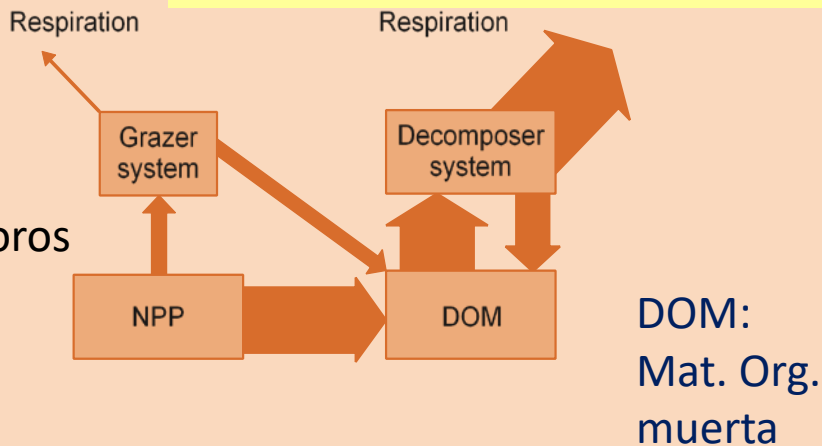 Respiration
Respiration
Grazer
system
Decomposer
system
NPP
DOM
DOM:
Mat. Org.
muerta